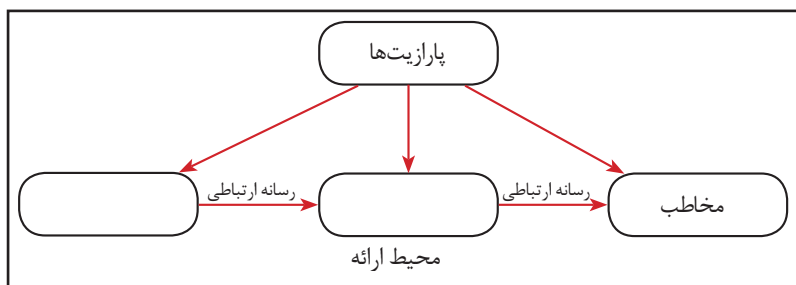 پارازیت‌ها
رسانه ارتباطی
رسانه ارتباطی
مخاطب
محیط ارائه